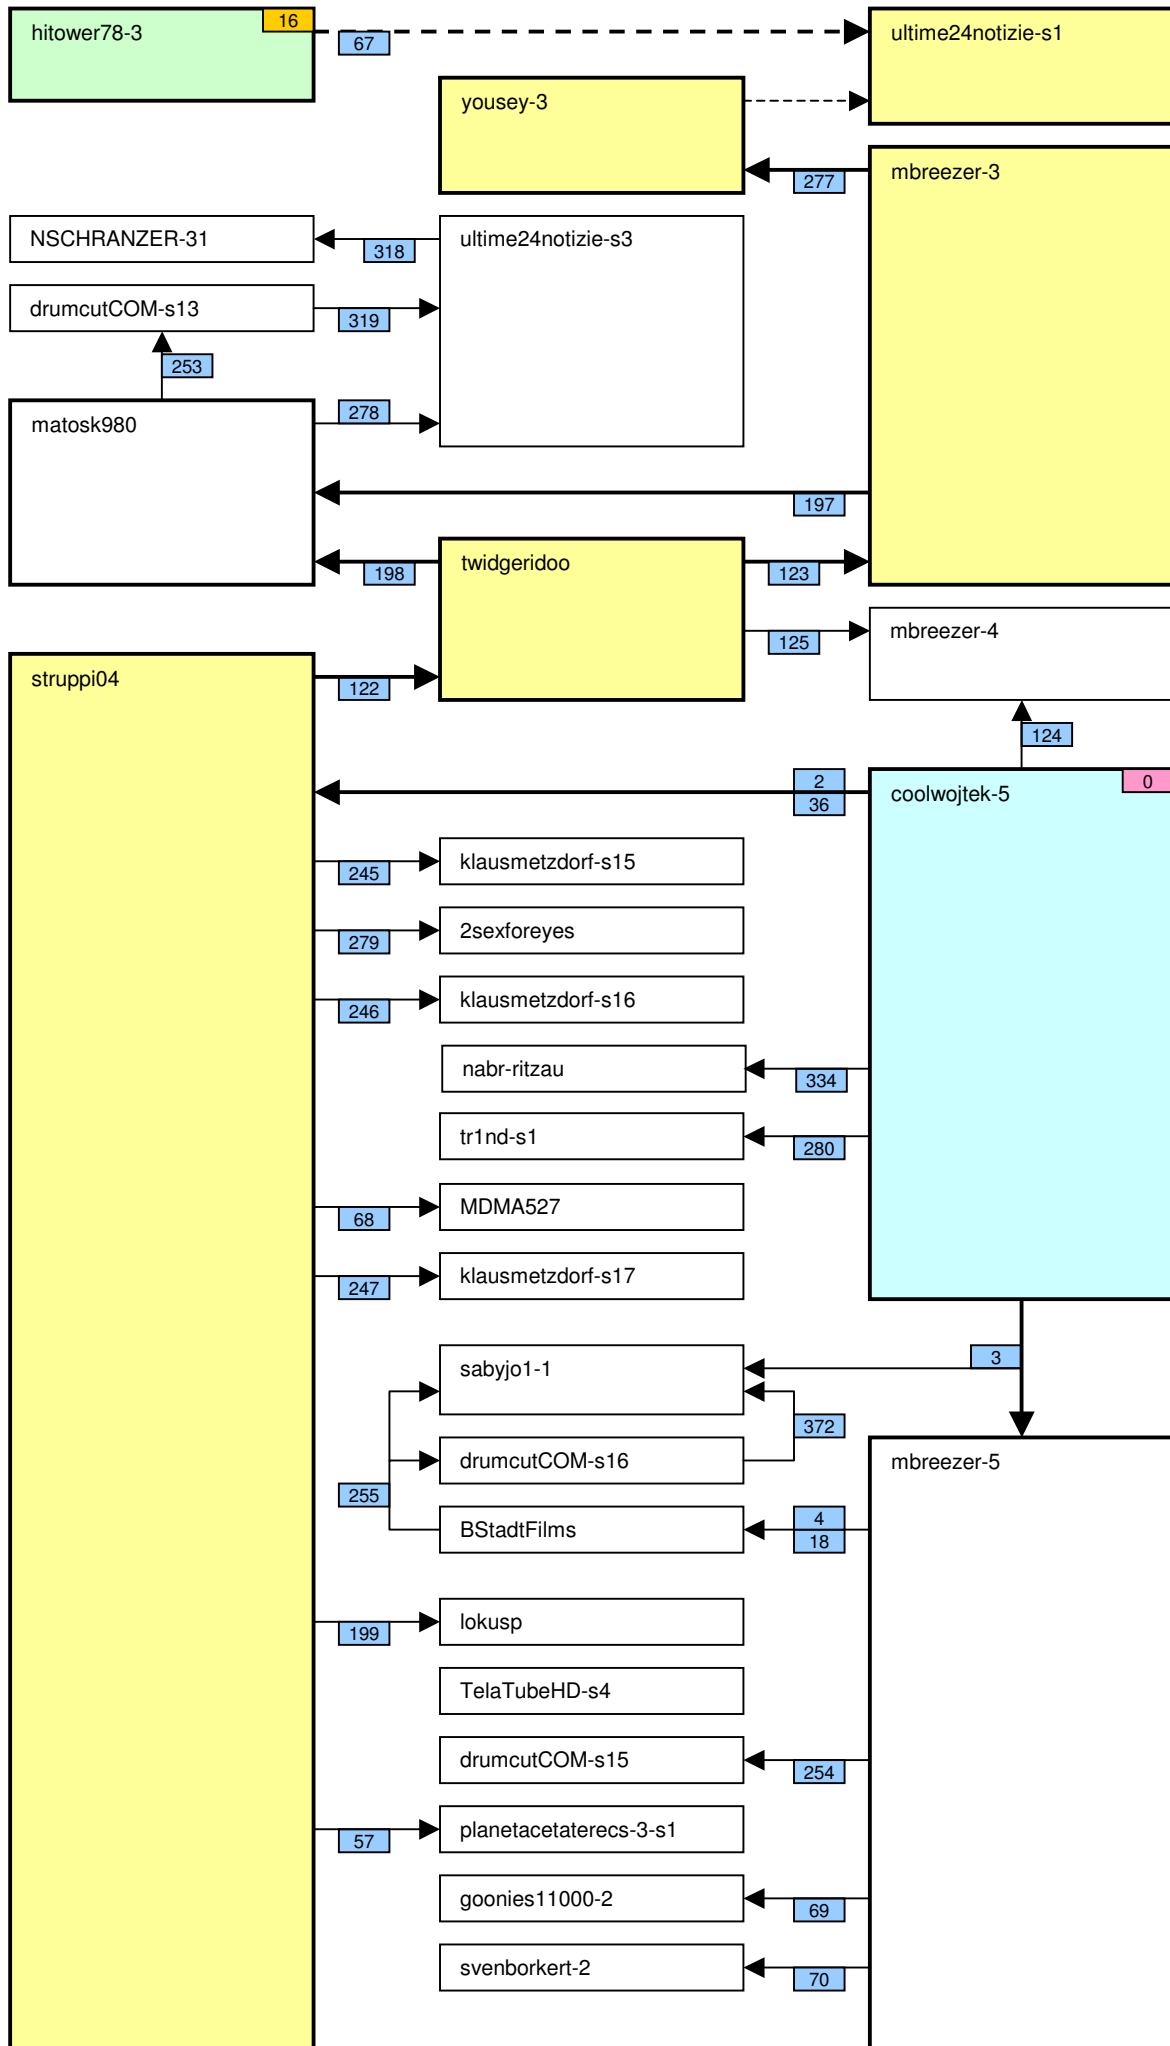 hitower78-3
16
67
ultime24notizie-s1
yousey-3
277
mbreezer-3
NSCHRANZER-31
318
ultime24notizie-s3
drumcutCOM-s13
319
253
matosk980
278
197
198
twidgeridoo
123
mbreezer-4
125
struppi04
122
124
2
36
coolwojtek-5
0
245
klausmetzdorf-s15
279
2sexforeyes
246
klausmetzdorf-s16
nabr-ritzau
334
tr1nd-s1
280
68
MDMA527
247
klausmetzdorf-s17
sabyjo1-1
3
372
drumcutCOM-s16
mbreezer-5
255
BStadtFilms
4
18
199
lokusp
TelaTubeHD-s4
drumcutCOM-s15
254
57
planetacetaterecs-3-s1
goonies11000-2
69
svenborkert-2
70